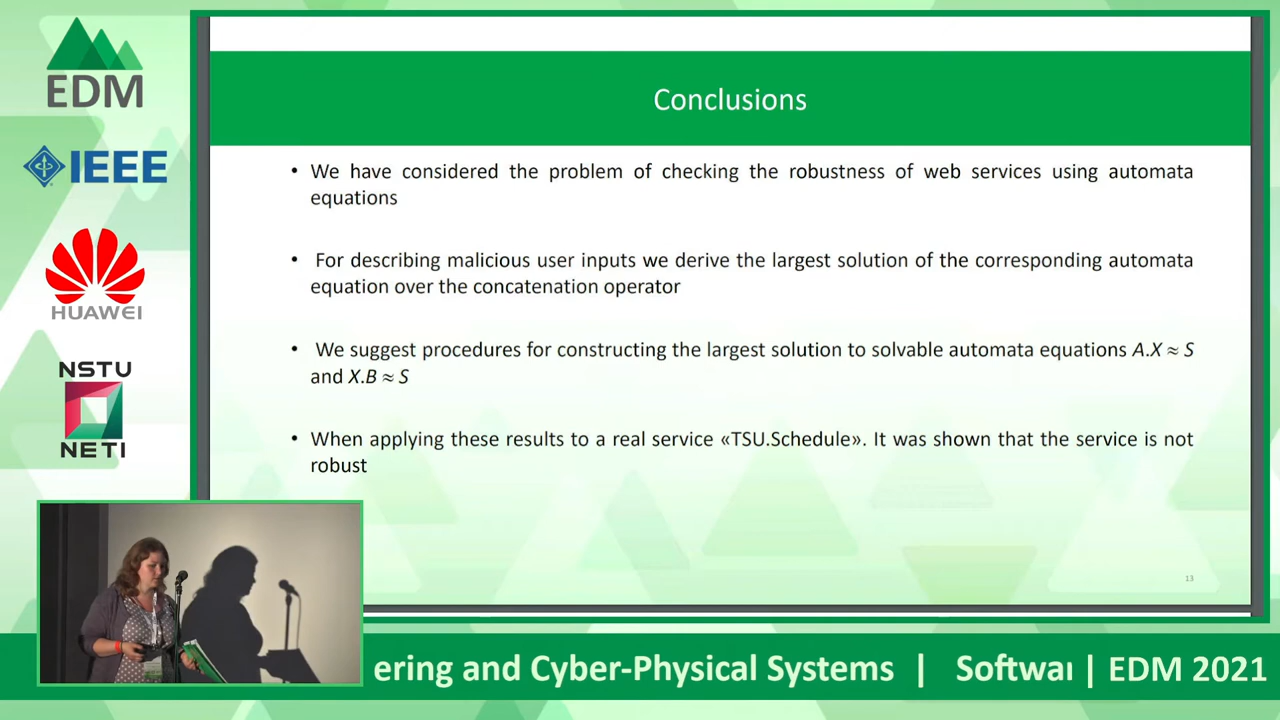 EDM
IEEE
HUAWEI
NSTU
NETI
Conclusions
• We have considered the problem of checking the robustness of web services using automata
equations
• For describing malicious user inputs we derive the largest solution of the corresponding automata
equation over the concatenation operator
• We suggest procedures for constructing the largest solution to solvable automata equations A.X ≈ S
and X.B ≈ S
• When applying these results to a real service «TSU.Schedule». It was shown that the service is not
robust
13
ering and Cyber-Physical Systems | Softwar | EDM 2021